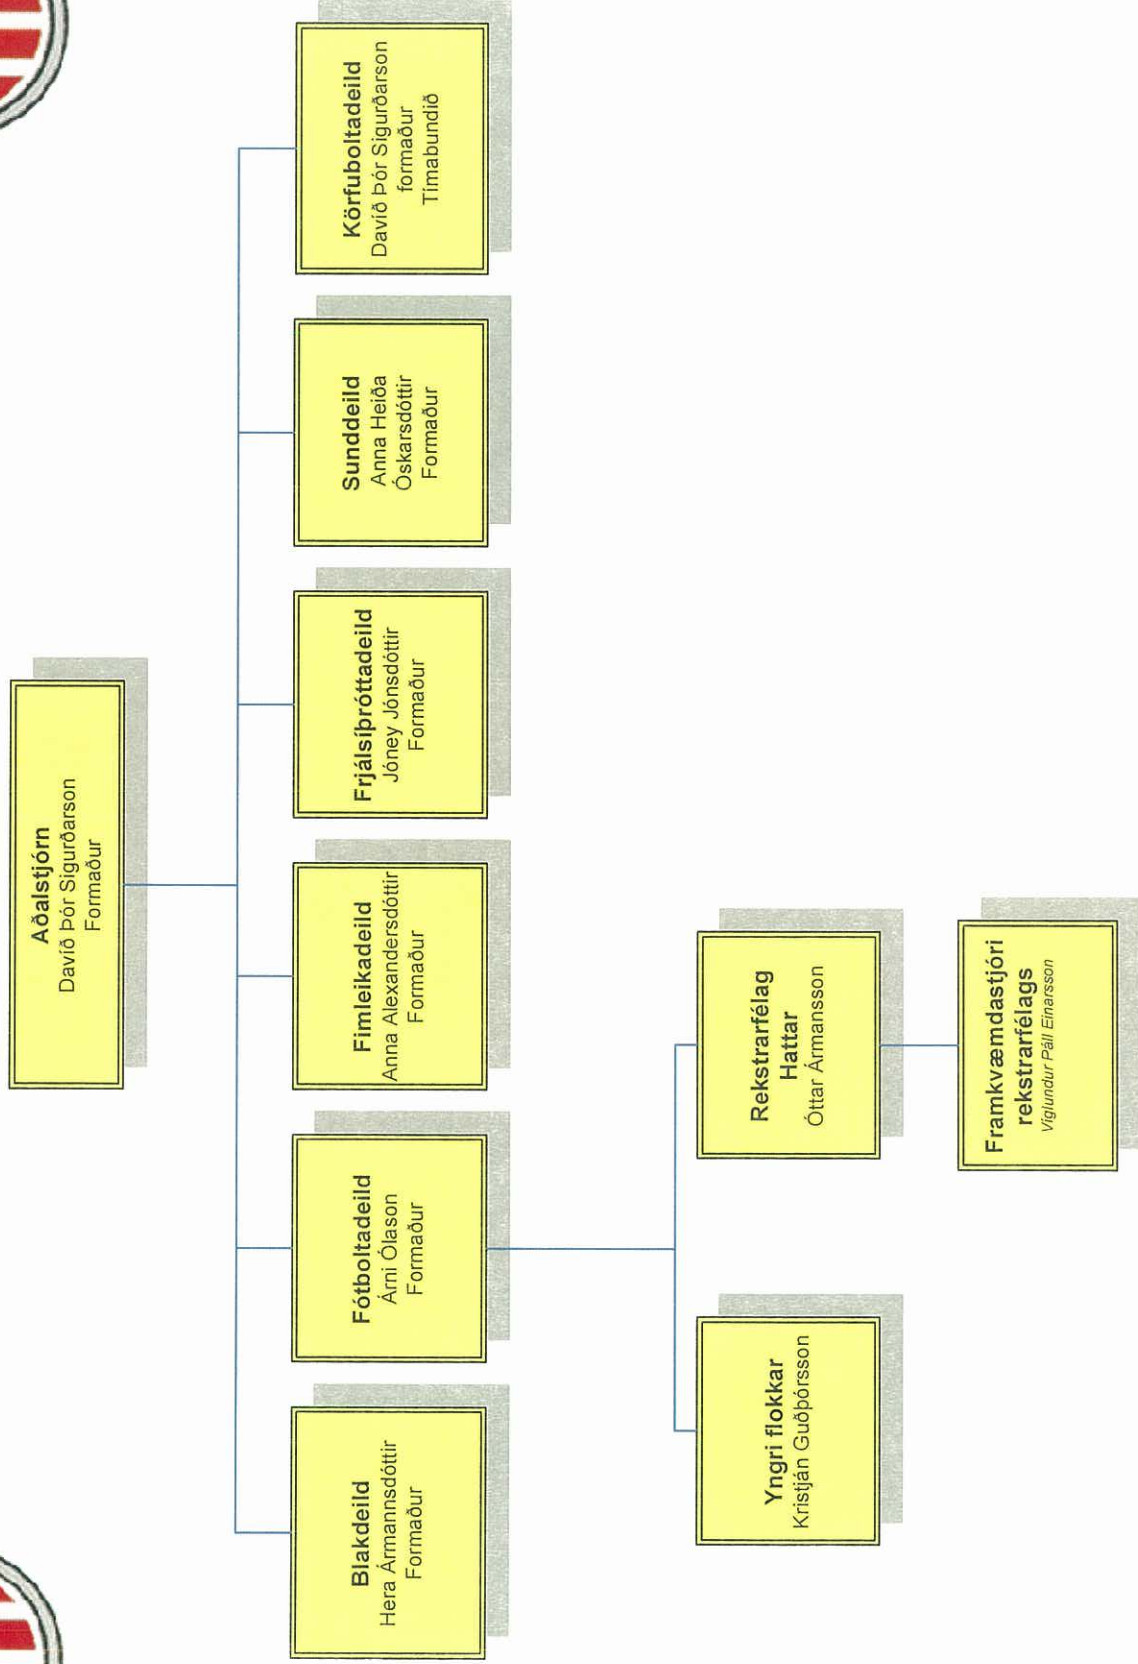 Aðalstjórn
Davíð Þór Sigurðarson
Formaður
Blakdeild
Hera Ármannsdóttir
Formaður
Fótboltadeild
Árni Ólason
Formaður
Fimleikadeild
Anna Alexandersdóttir
Formaður
Frjálsíþróttadeild
Jóney Jónsdóttir
Formaður
Sunddeild
Anna Heiða
Óskarsdóttir
Formaður
Körfuboltadeild
Davíð Þór Sigurðarson
formaður
Tímabundið
Yngri flokkar
Kristján Guðþórsson
Rekstrarfélag
Hattar
Óttar Ármansson
Framkvæmdastjóri
rekstrarfélags
Víglundur Páll Einarsson